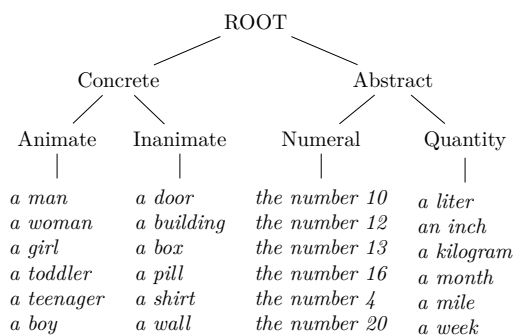 ROOT
Concrete Abstract
Animate Inanimate Numeral Quantity
a man a door the number 10 a liter
a woman a building the number 12 an inch
a girl a box the number 13 a kilogram
a toddler a pill the number 16 a month
a teenager a shirt the number 4 a mile
a boy a wall the number 20 a week